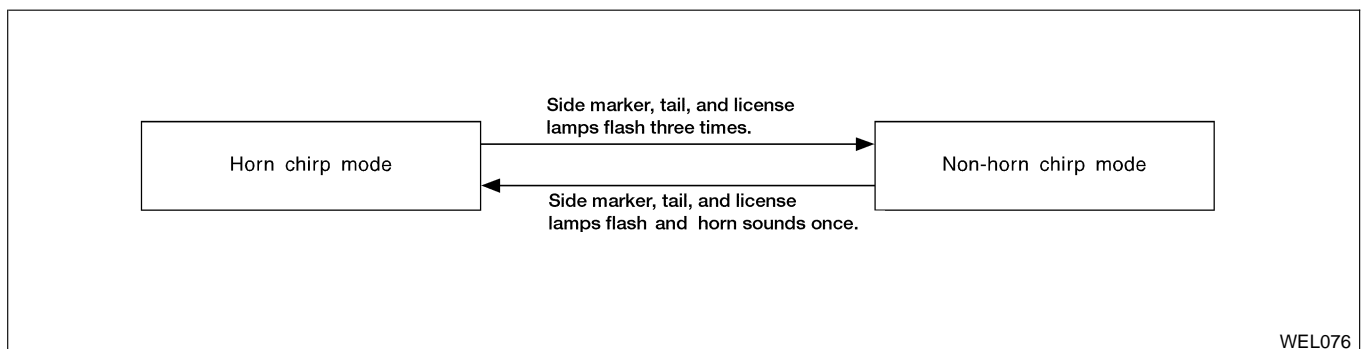 Side marker, tail, and license
lamps flash three times.
Horn chirp mode
Non-horn chirp mode
Side marker, tail, and license
lamps flash and horn sounds once.
WEL076